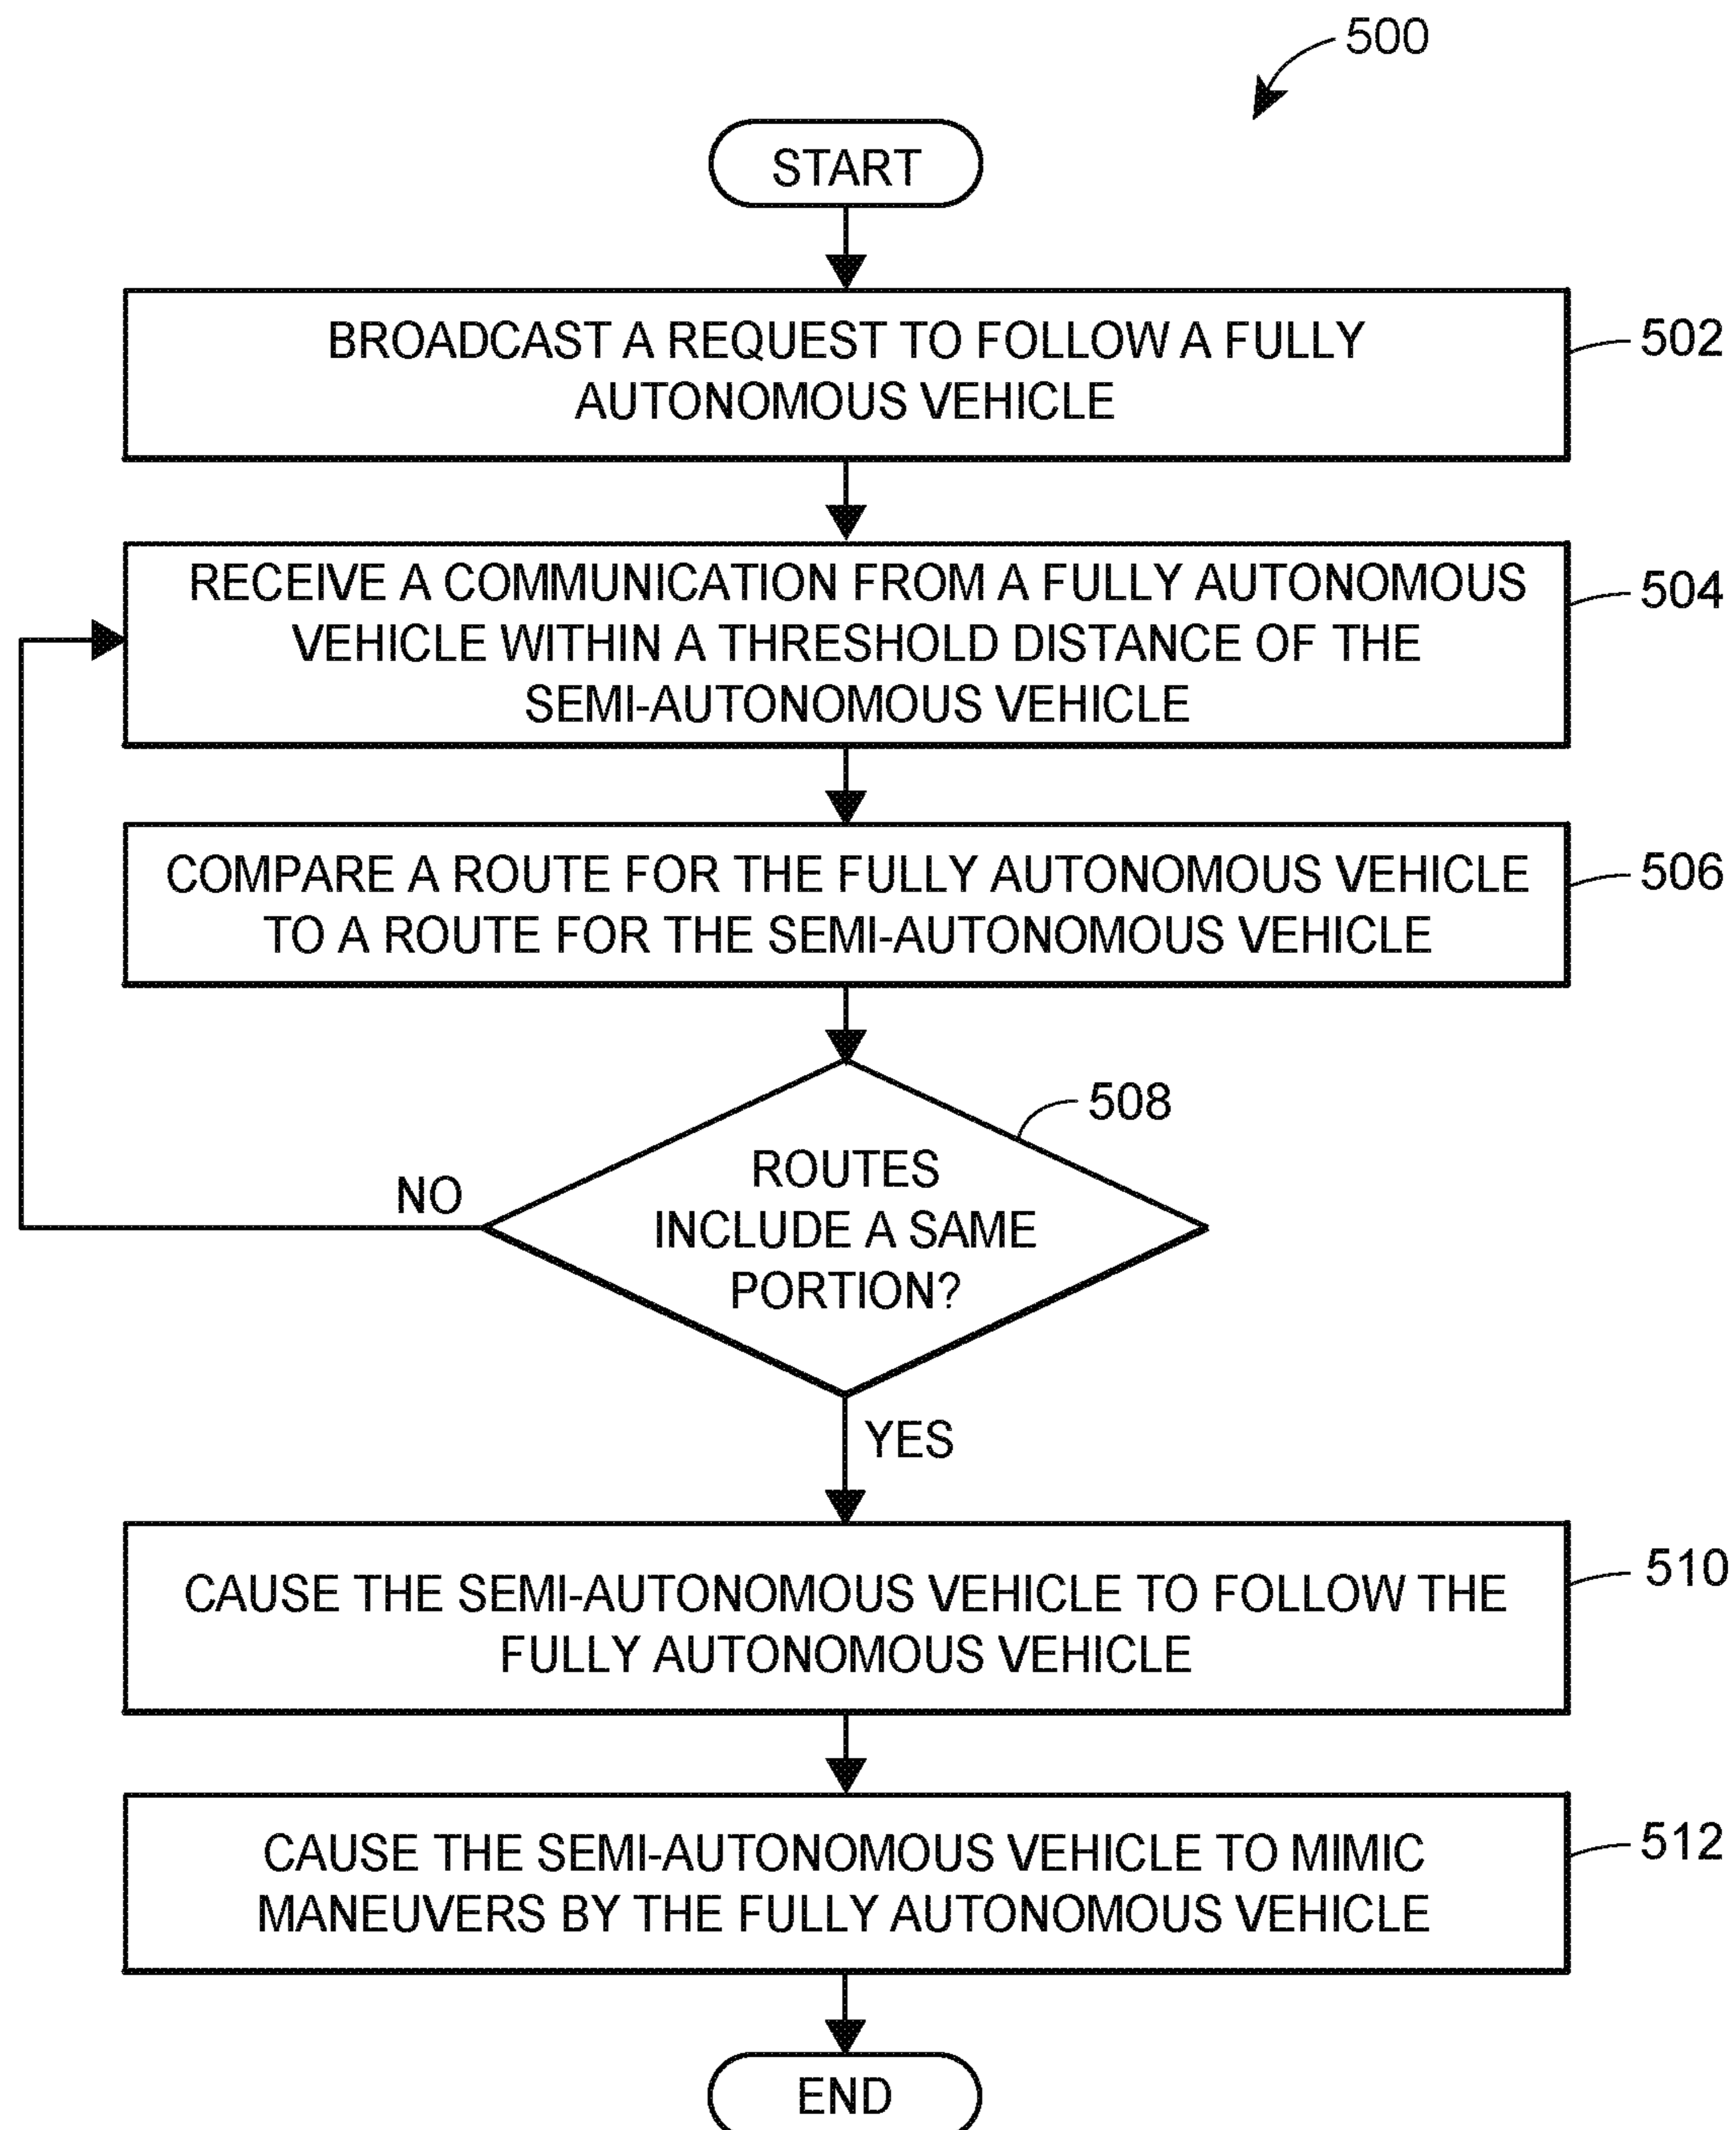 500
START
BROADCAST A REQUEST TO FOLLOW A FULLY
AUTONOMOUS VEHICLE
502
RECEIVE A COMMUNICATION FROM A FULLY AUTONOMOUS
VEHICLE WITHIN A THRESHOLD DISTANCE OF THE
SEMI-AUTONOMOUS VEHICLE
504
COMPARE A ROUTE FOR THE FULLY AUTONOMOUS VEHICLE
TO A ROUTE FOR THE SEMI-AUTONOMOUS VEHICLE
506
508
ROUTES
INCLUDE A SAME
PORTION?
NO
YES
CAUSE THE SEMI-AUTONOMOUS VEHICLE TO FOLLOW THE
FULLY AUTONOMOUS VEHICLE
510
CAUSE THE SEMI-AUTONOMOUS VEHICLE TO MIMIC
MANEUVERS BY THE FULLY AUTONOMOUS VEHICLE
512
END